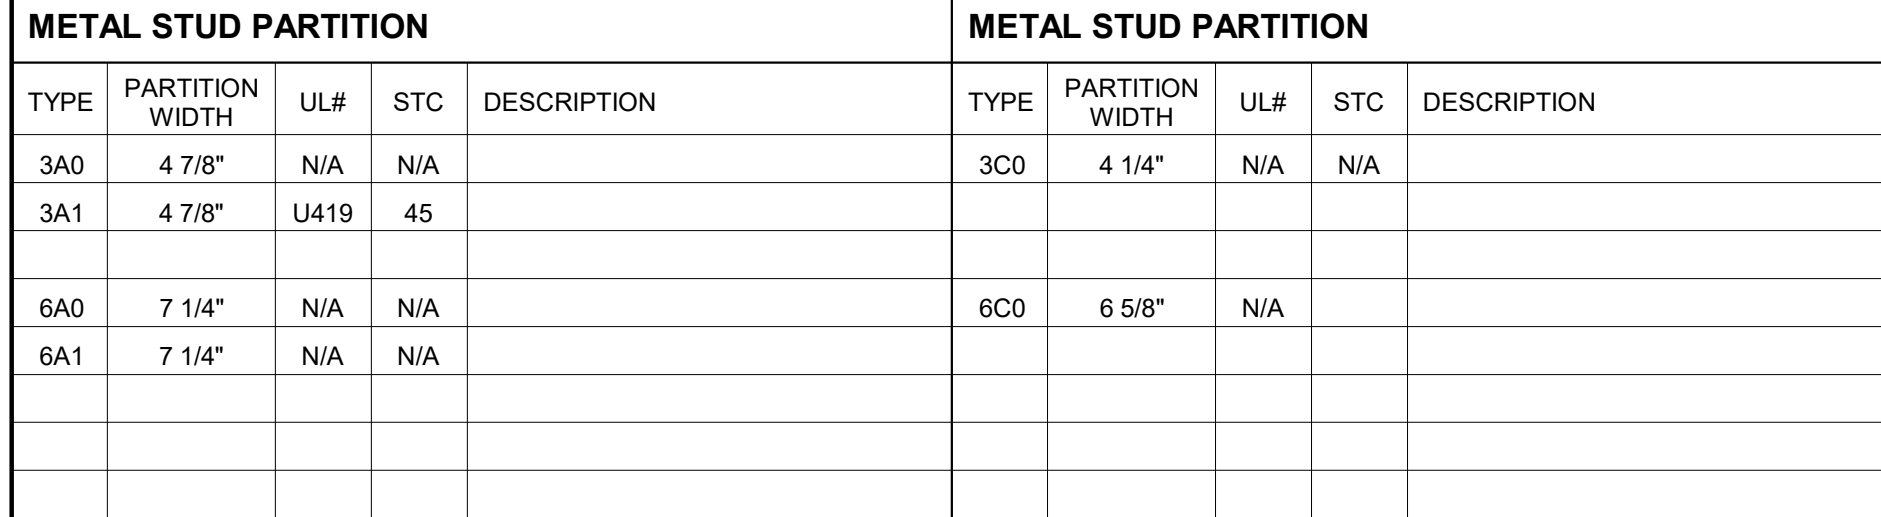 METAL STUD PARTITION
TYPE PARTITION WIDTH UL# STC DESCRIPTION
3A0 4 7/8" N/A N/A
3A1 4 7/8" U419 45
6A0 7 1/4" N/A N/A
6A1 7 1/4" N/A N/A
METAL STUD PARTITION
TYPE PARTITION WIDTH UL# STC DESCRIPTION
3C0 4 1/4" N/A N/A
6C0 6 5/8" N/A